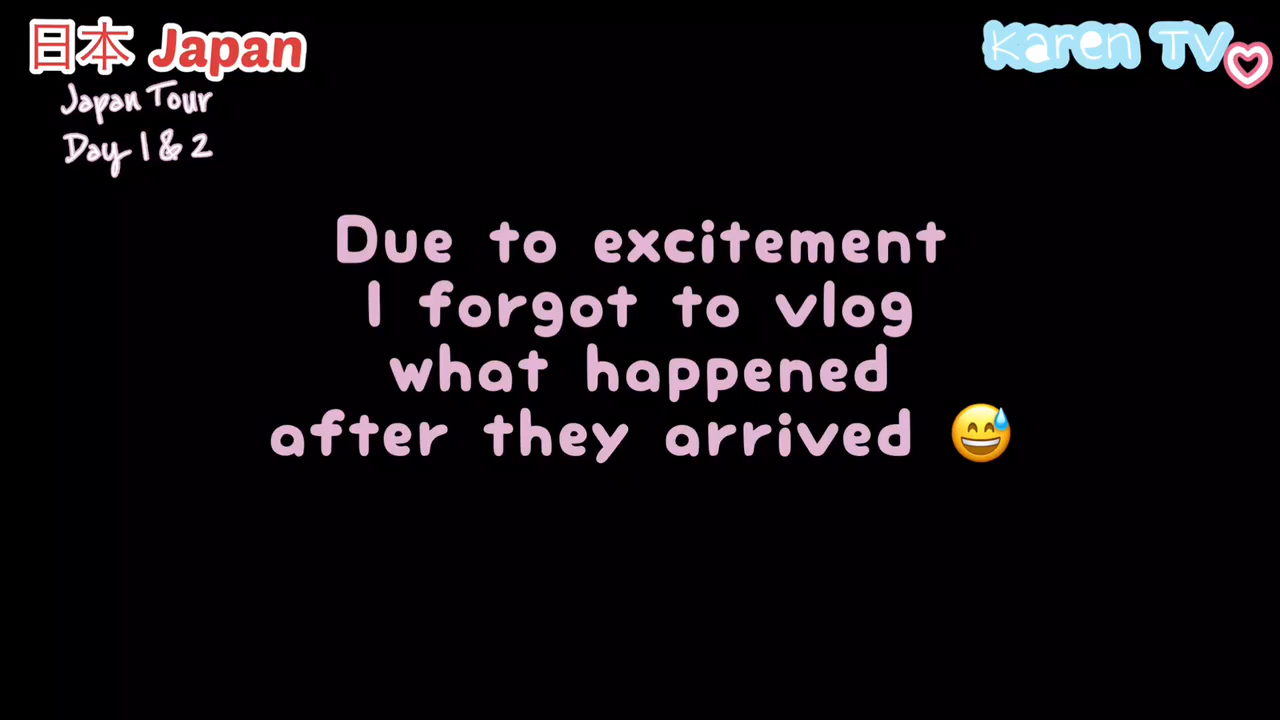 日本 Japan
Japan Tour
Day 1 & 2
Karen TV
Due to excitement
I forgot to vlog
what happened
after they arrived 😅